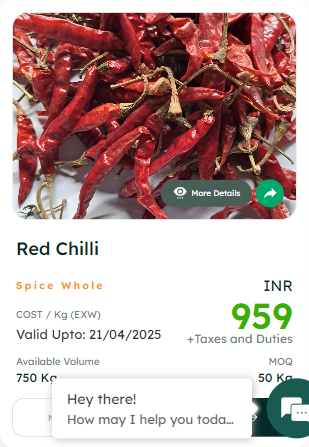 More Details
Red Chilli
Spice Whole
INR
COST / Kg (EXW)
959
Valid Upto: 21/04/2025
+Taxes and Duties
Available Volume
MOQ
750 Kg
50 Kg
Hey there!
How may I help you toda...